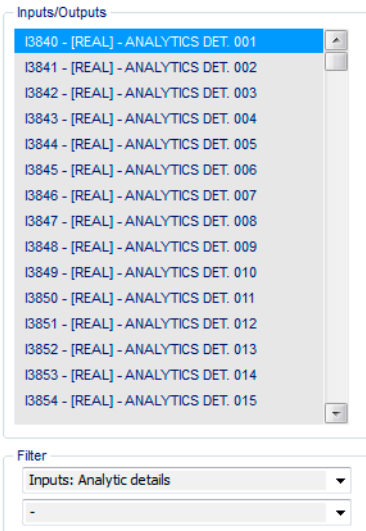 Inputs/Outputs
I3840 - [REAL] - ANALYTICS DET. 001
I3841 - [REAL] - ANALYTICS DET. 002
I3842 - [REAL] - ANALYTICS DET. 003
I3843 - [REAL] - ANALYTICS DET. 004
I3844 - [REAL] - ANALYTICS DET. 005
I3845 - [REAL] - ANALYTICS DET. 006
I3846 - [REAL] - ANALYTICS DET. 007
I3847 - [REAL] - ANALYTICS DET. 008
I3848 - [REAL] - ANALYTICS DET. 009
I3849 - [REAL] - ANALYTICS DET. 010
I3850 - [REAL] - ANALYTICS DET. 011
I3851 - [REAL] - ANALYTICS DET. 012
I3852 - [REAL] - ANALYTICS DET. 013
I3853 - [REAL] - ANALYTICS DET. 014
I3854 - [REAL] - ANALYTICS DET. 015
Filter
Inputs: Analytic details
-